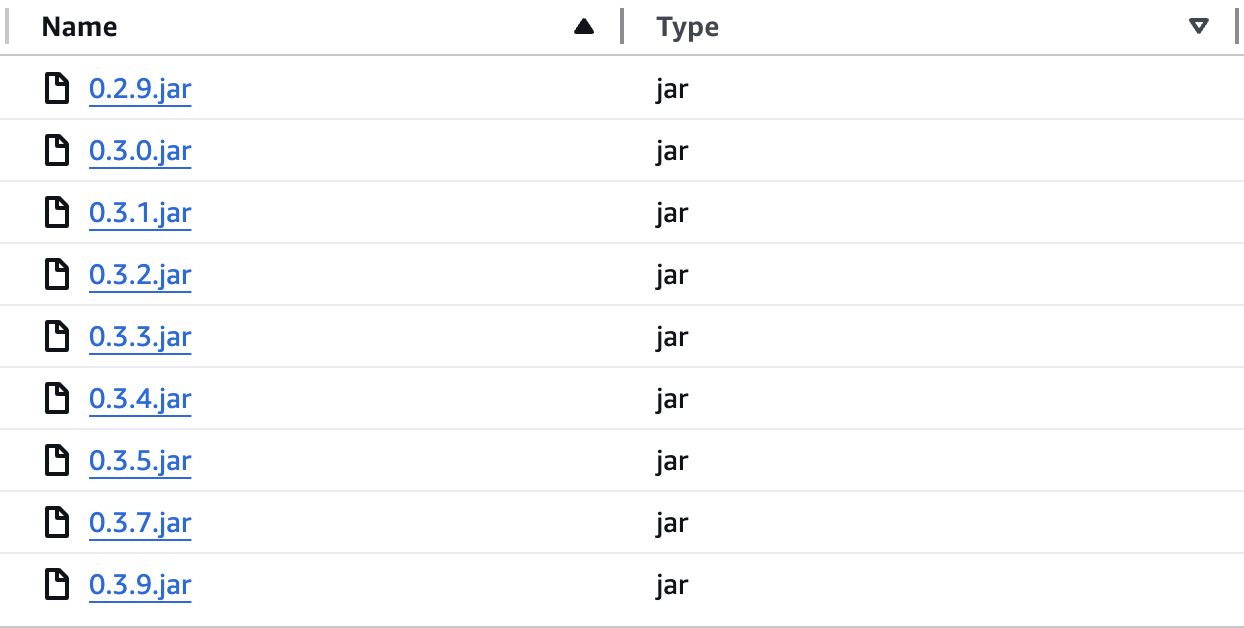 Name Type
0.2.9.jar jar
0.3.0.jar jar
0.3.1.jar jar
0.3.2.jar jar
0.3.3.jar jar
0.3.4.jar jar
0.3.5.jar jar
0.3.7.jar jar
0.3.9.jar jar